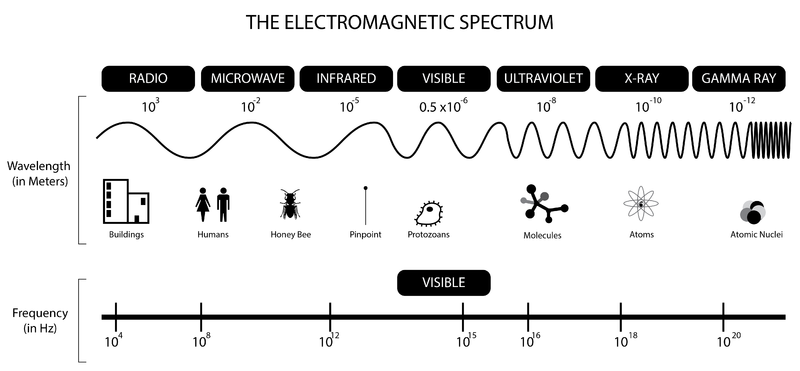 THE ELECTROMAGNETIC SPECTRUM
RADIO MICROWAVE INFRARED VISIBLE ULTRAVIOLET X-RAY GAMMA RAY
10³ 10⁻² 10⁻⁵ 0.5 x10⁻⁶ 10⁻⁸ 10⁻¹⁰ 10⁻¹²
Wavelength
(in Meters)
Buildings Humans Honey Bee Pinpoint Protozoans Molecules Atoms Atomic Nuclei
VISIBLE
Frequency
(in Hz)
10⁴ 10⁸ 10¹² 10¹⁵ 10¹⁶ 10¹⁸ 10²⁰